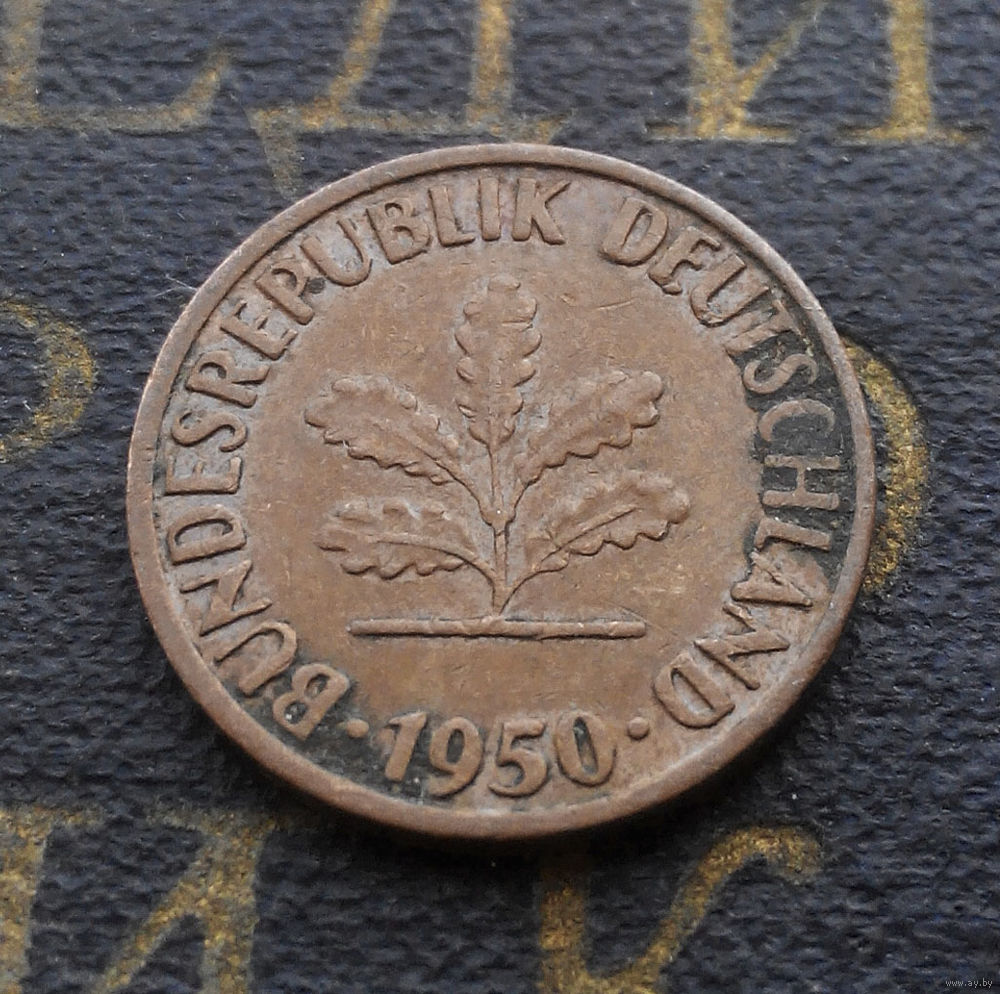 BUNDESREPUBLIK DEUTSCHLAND
· 1950 ·
www.ay.by